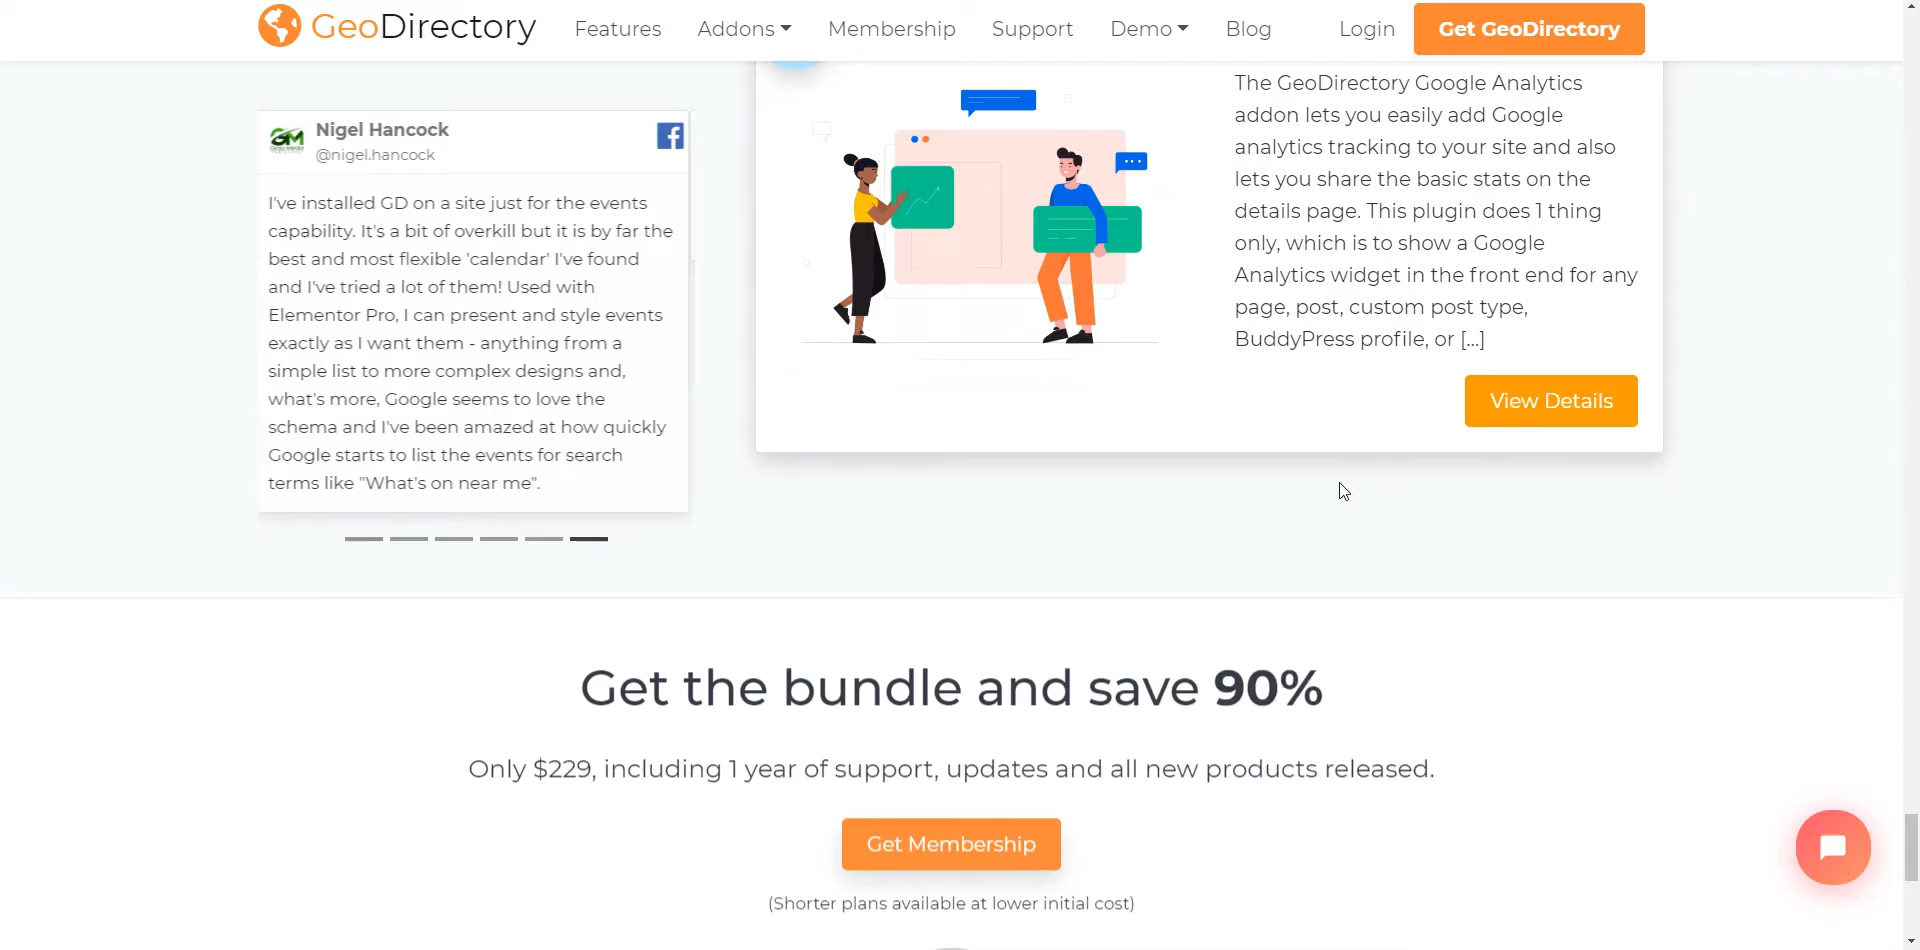 GeoDirectory
Features
Addons
Membership
Support
Demo
Blog
Login
Get GeoDirectory
Nigel Hancock
@nigel.hancock
I've installed GD on a site just for the events
capability. It's a bit of overkill but it is by far the
best and most flexible 'calendar' I've found
and I've tried a lot of them! Used with
Elementor Pro, I can present and style events
exactly as I want them - anything from a
simple list to more complex designs and,
what's more, Google seems to love the
schema and I've been amazed at how quickly
Google starts to list the events for search
terms like "What's on near me".
The GeoDirectory Google Analytics
addon lets you easily add Google
analytics tracking to your site and also
lets you share the basic stats on the
details page. This plugin does 1 thing
only, which is to show a Google
Analytics widget in the front end for any
page, post, custom post type,
BuddyPress profile, or [...]
View Details
Get the bundle and save 90%
Only $229, including 1 year of support, updates and all new products released.
Get Membership
(Shorter plans available at lower initial cost)